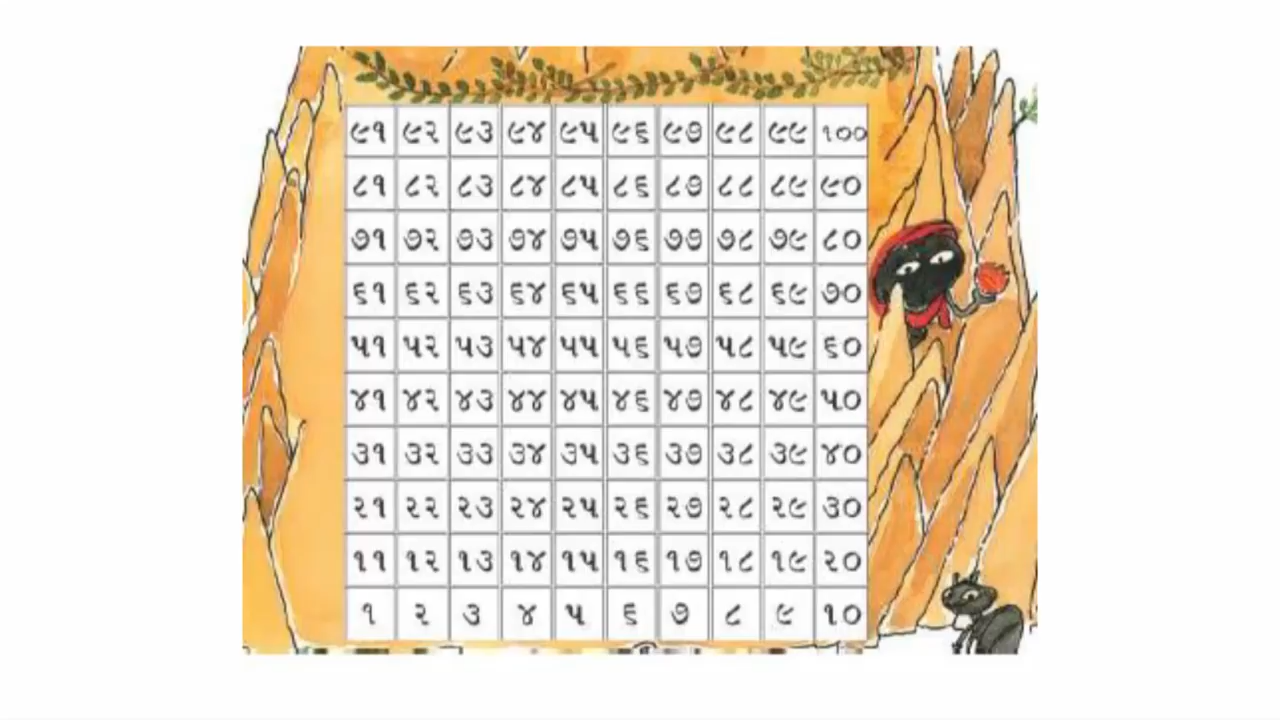 ૯૧ ૯૨ ૯૩ ૯૪ ૯૫ ૯૬ ૯૭ ૯૮ ૯૯ ૧૦૦
૮૧ ૮૨ ૮૩ ૮૪ ૮૫ ૮૬ ૮૭ ૮૮ ૮૯ ૯૦
૭૧ ૭૨ ૭૩ ૭૪ ૭૫ ૭૬ ૭૭ ૭૮ ૭૯ ૮૦
૬૧ ૬૨ ૬૩ ૬૪ ૬૫ ૬૬ ૬૭ ૬૮ ૬૯ ૭૦
૫૧ ૫૨ ૫૩ ૫૪ ૫૫ ૫૬ ૫૭ ૫૮ ૫૯ ૬૦
૪૧ ૪૨ ૪૩ ૪૪ ૪૫ ૪૬ ૪૭ ૪૮ ૪૯ ૫૦
૩૧ ૩૨ ૩૩ ૩૪ ૩૫ ૩૬ ૩૭ ૩૮ ૩૯ ૪૦
૨૧ ૨૨ ૨૩ ૨૪ ૨૫ ૨૬ ૨૭ ૨૮ ૨૯ ૩૦
૧૧ ૧૨ ૧૩ ૧૪ ૧૫ ૧૬ ૧૭ ૧૮ ૧૯ ૨૦
૧ ૨ ૩ ૪ ૫ ૬ ૭ ૮ ૯ ૧૦